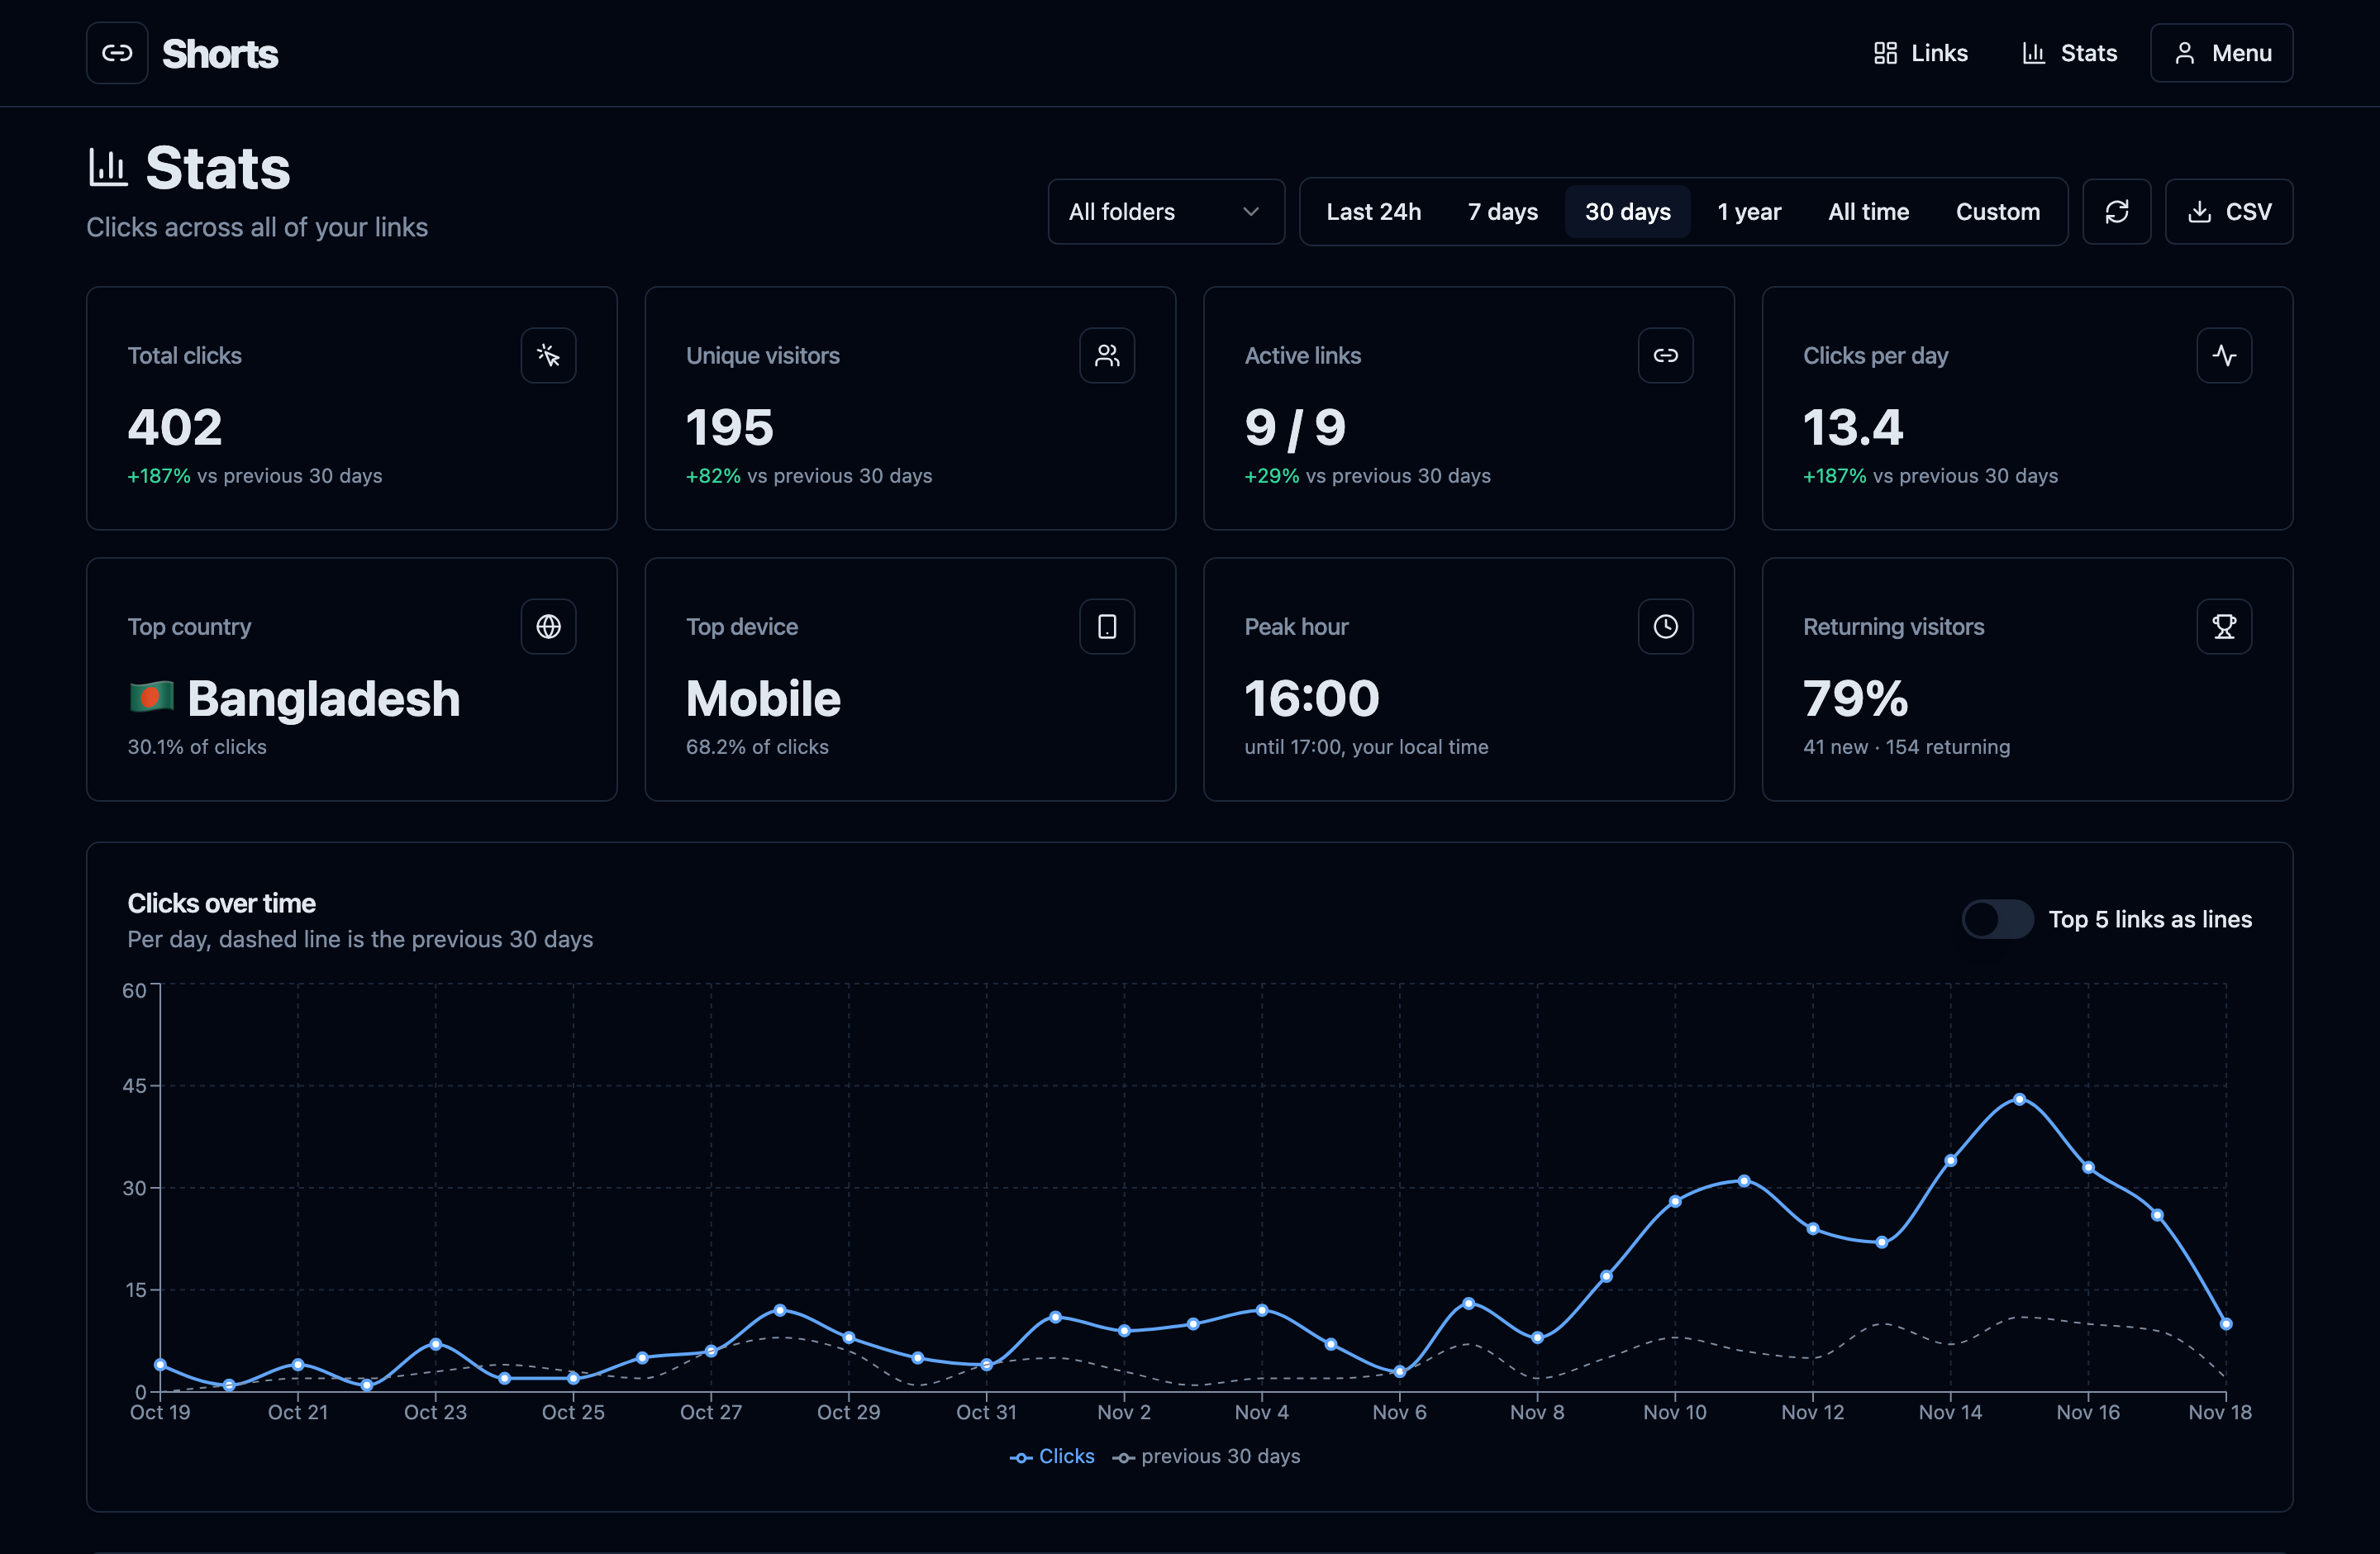 Shorts
Links
Stats
Menu
Stats
Clicks across all of your links
All folders
Last 24h
7 days
30 days
1 year
All time
Custom
CSV
Total clicks
402
+187% vs previous 30 days
Unique visitors
195
+82% vs previous 30 days
Active links
9 / 9
+29% vs previous 30 days
Clicks per day
13.4
+187% vs previous 30 days
Top country
Bangladesh
30.1% of clicks
Top device
Mobile
68.2% of clicks
Peak hour
16:00
until 17:00, your local time
Returning visitors
79%
41 new · 154 returning
Clicks over time
Per day, dashed line is the previous 30 days
Top 5 links as lines
60
45
30
15
0
Oct 19
Oct 21
Oct 23
Oct 25
Oct 27
Oct 29
Oct 31
Nov 2
Nov 4
Nov 6
Nov 8
Nov 10
Nov 12
Nov 14
Nov 16
Nov 18
Clicks
previous 30 days